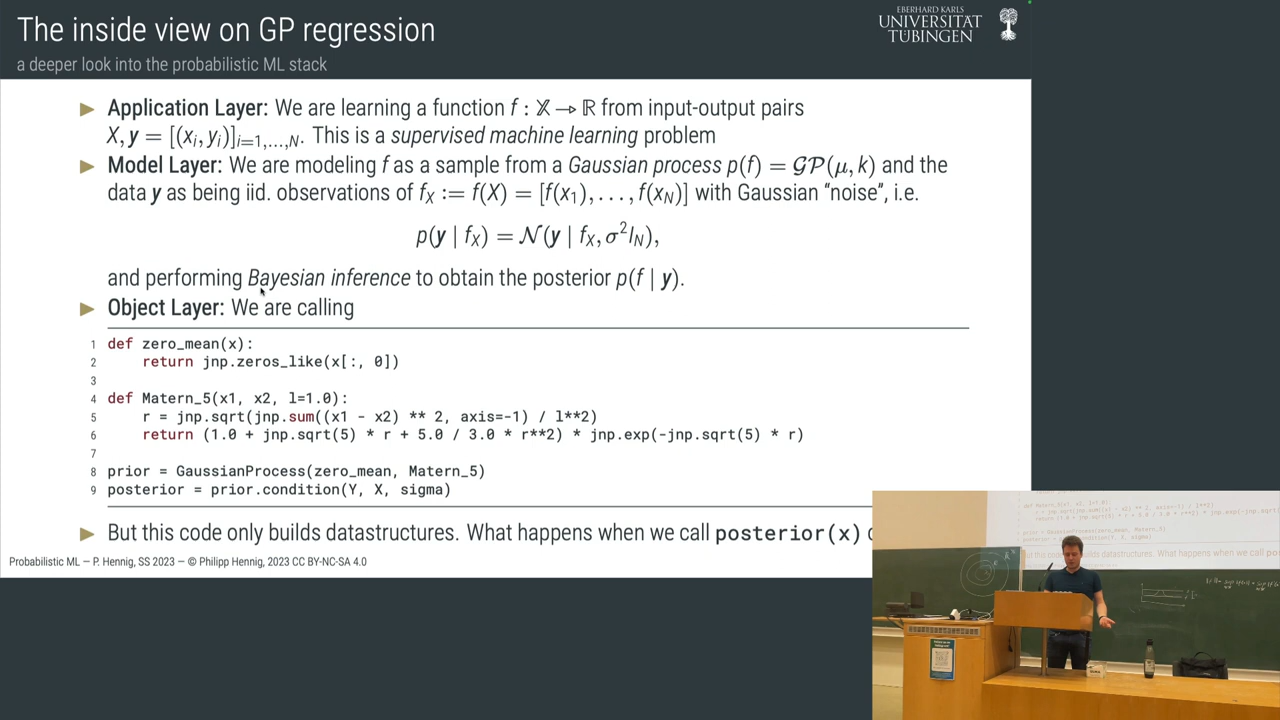 The inside view on GP regression
a deeper look into the probabilistic ML stack
EBERHARD KARLS
UNIVERSITÄT
TÜBINGEN
▶ Application Layer: We are learning a function f : 𝕏 → ℝ from input-output pairs
X, y = [(xᵢ, yᵢ)]ᵢ₌₁,...,N. This is a supervised machine learning problem
▶ Model Layer: We are modeling f as a sample from a Gaussian process p(f) = 𝒢𝒫(μ, k) and the
data y as being iid. observations of f_X := f(X) = [f(x₁), . . . , f(x_N)] with Gaussian “noise”, i.e.
p(y | f_X) = 𝒩(y | f_X, σ²I_N),
and performing Bayesian inference to obtain the posterior p(f | y).
▶ Object Layer: We are calling
1 def zero_mean(x):
2     return jnp.zeros_like(x[:, 0])
3
4 def Matern_5(x1, x2, l=1.0):
5     r = jnp.sqrt(jnp.sum((x1 - x2) ** 2, axis=-1) / l**2)
6     return (1.0 + jnp.sqrt(5) * r + 5.0 / 3.0 * r**2) * jnp.exp(-jnp.sqrt(5) * r)
7
8 prior = GaussianProcess(zero_mean, Matern_5)
9 posterior = prior.condition(Y, X, sigma)
▶ But this code only builds datastructures. What happens when we call posterior(x)
Probabilistic ML — P. Hennig, SS 2023 — © Philipp Hennig, 2023 CC BY-NC-SA 4.0